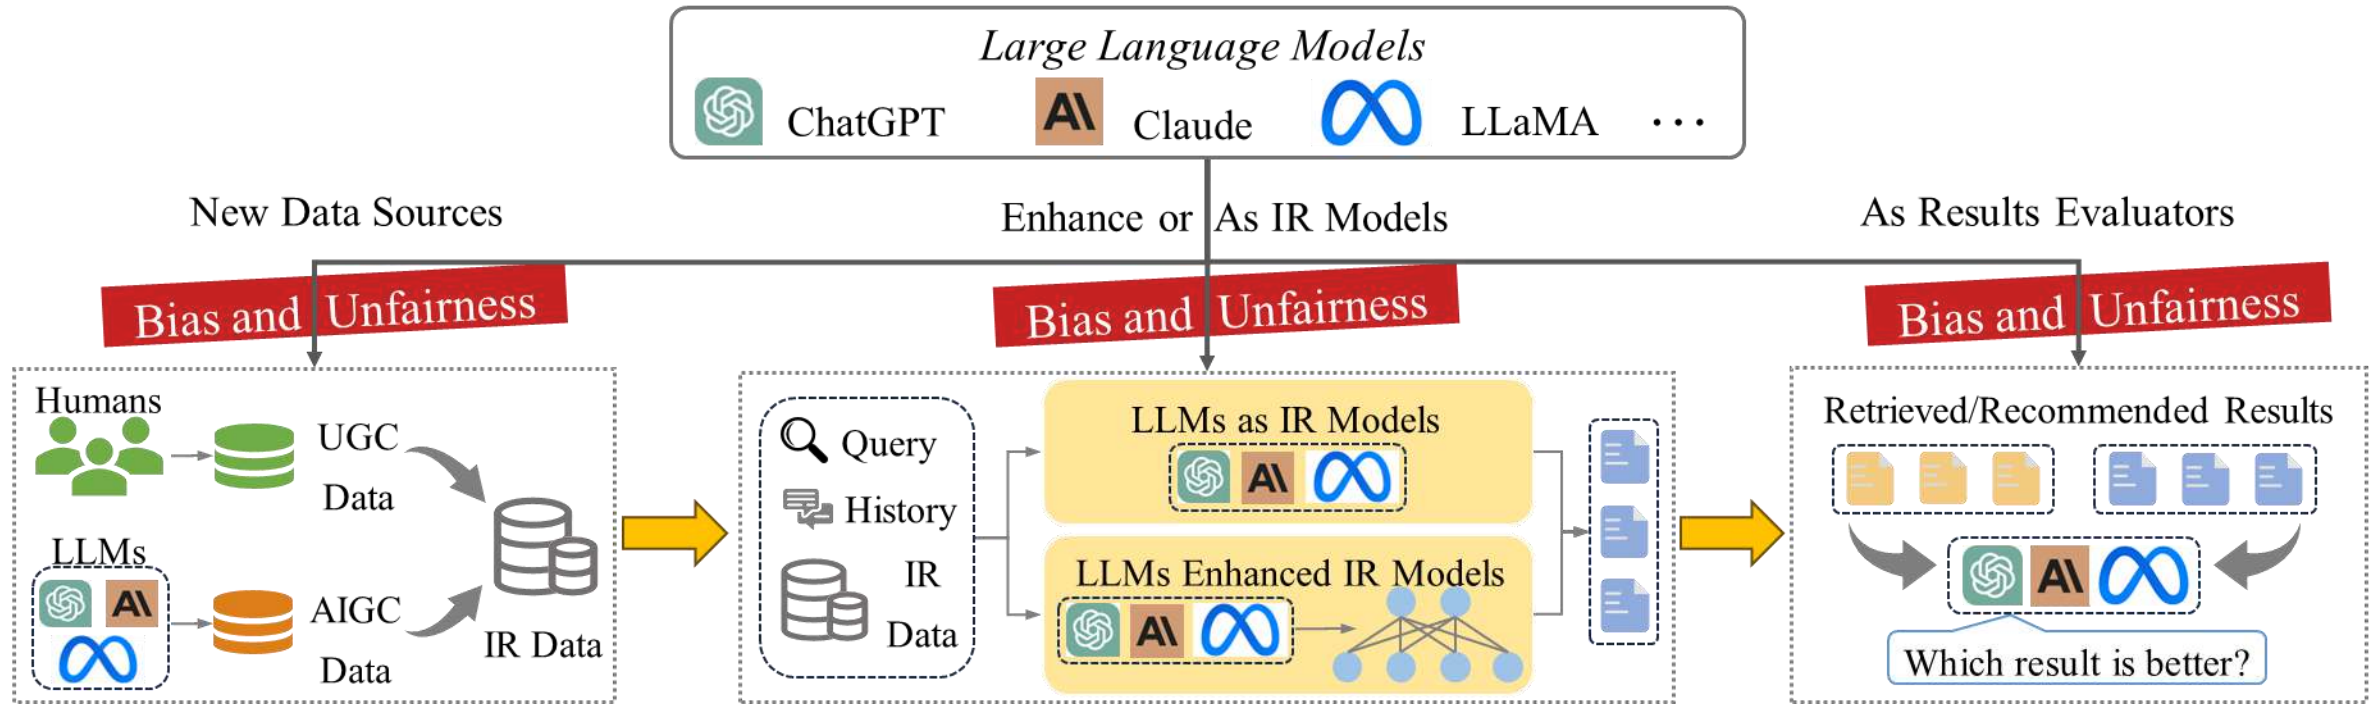 Large Language Models
ChatGPT
Claude
LLaMA
...
New Data Sources
Enhance or As IR Models
As Results Evaluators
Bias and Unfairness
Bias and Unfairness
Bias and Unfairness
Humans
UGC
Data
LLMs
AIGC
Data
IR Data
Query
History
IR
Data
LLMs as IR Models
LLMs Enhanced IR Models
Retrieved/Recommended Results
Which result is better?